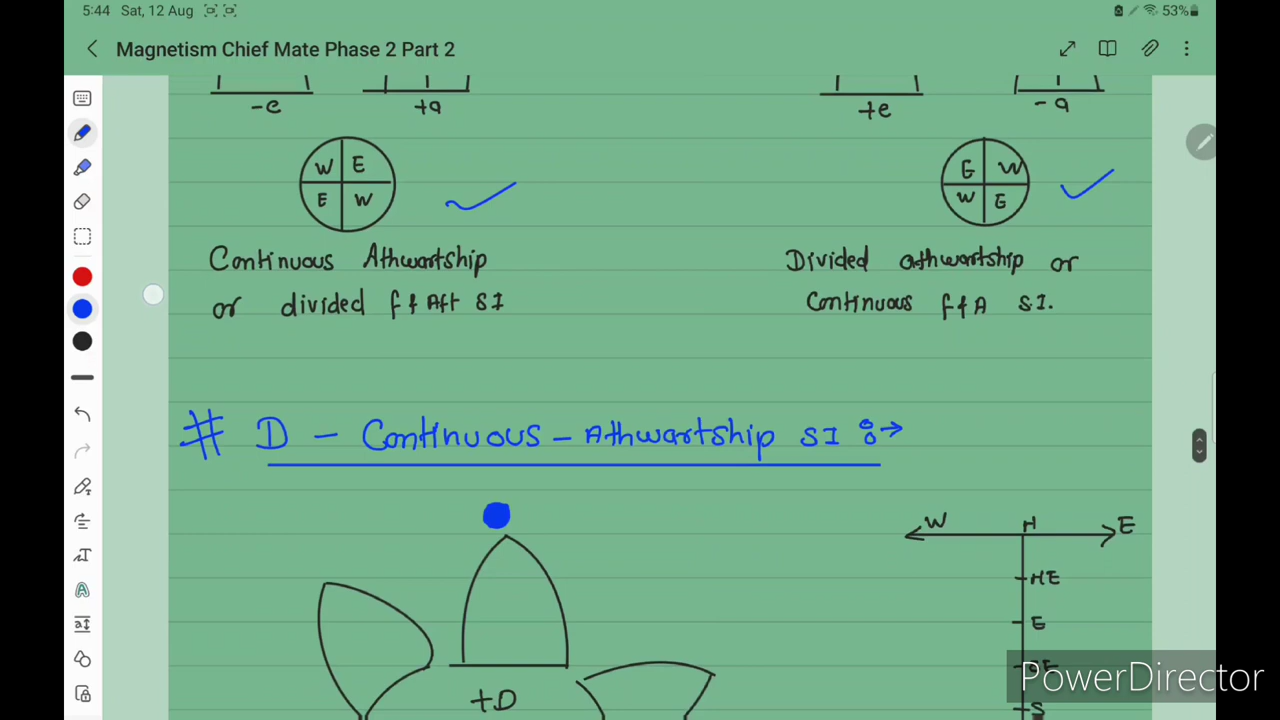 5:44 Sat, 12 Aug 53%
Magnetism Chief Mate Phase 2 Part 2
-e +a +e -a
W E
E W
E W
W E
Continuous Athwartship
or divided f & Aft SI
Divided athwartship or
Continuous f & A SI.
# D - Continuous - Athwartship SI :→
W N E
NE
E
SE
S
+D
PowerDirector